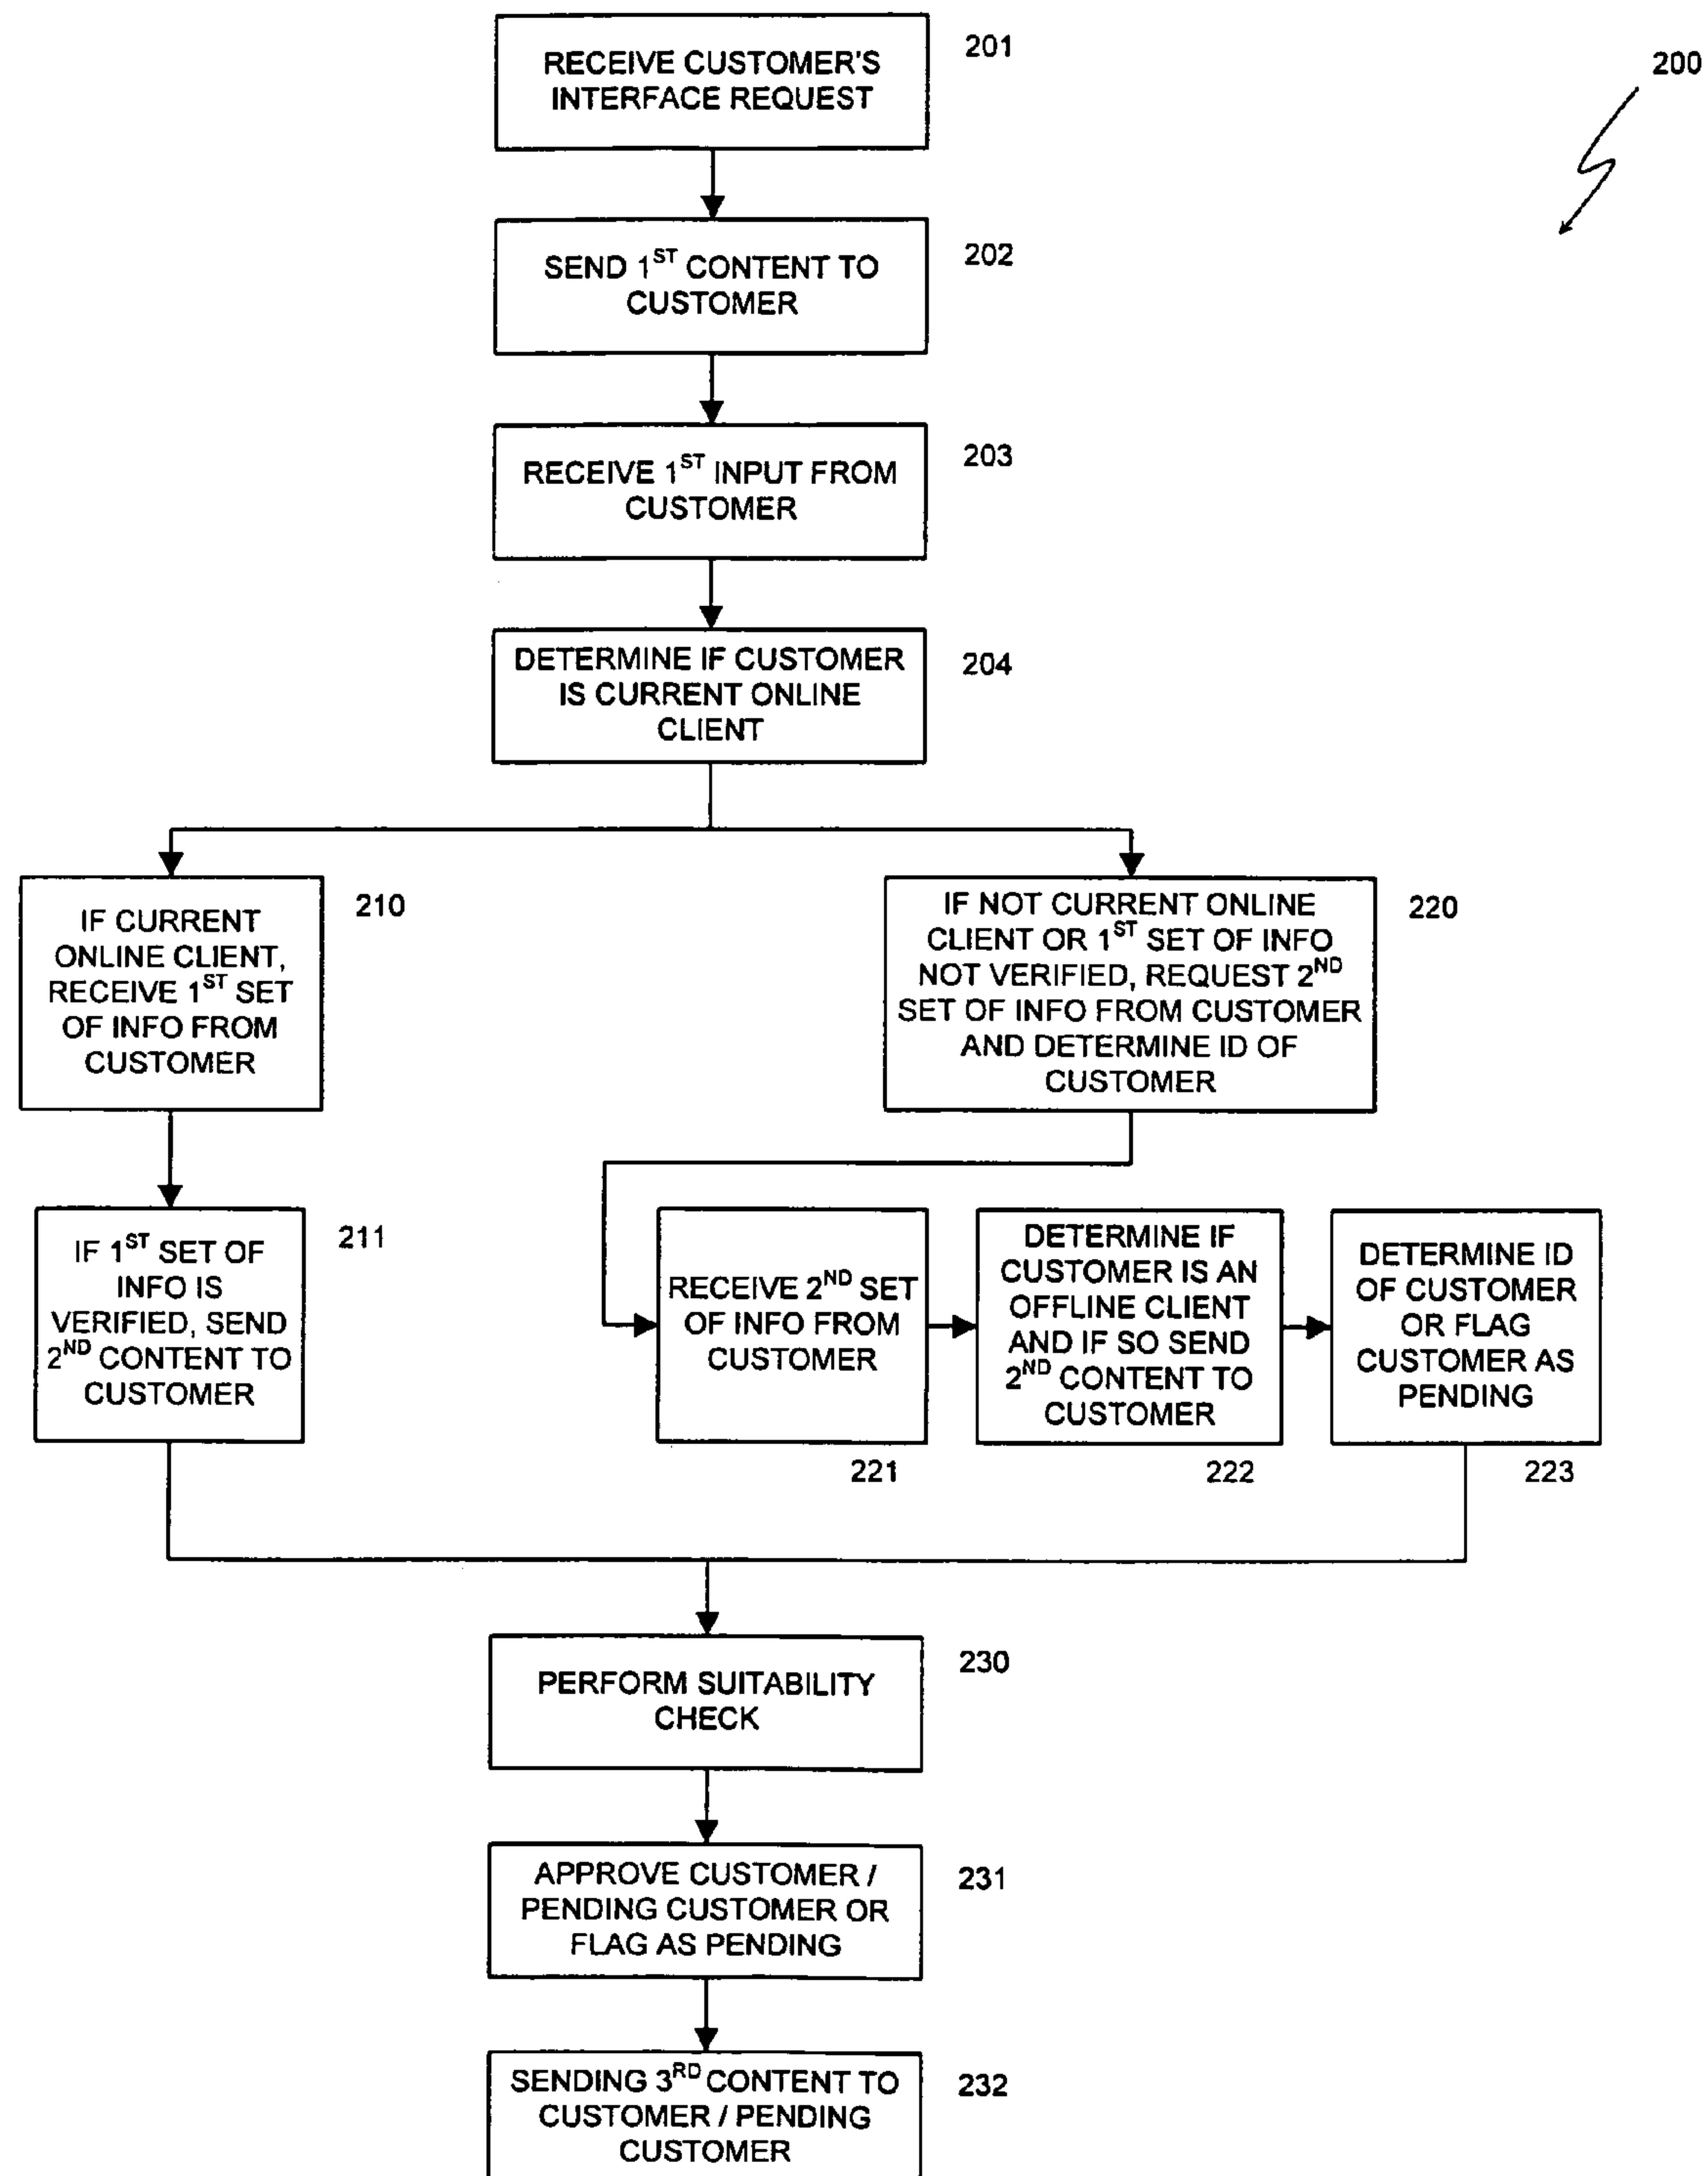 RECEIVE CUSTOMER'S
INTERFACE REQUEST
201
200
SEND 1ST CONTENT TO
CUSTOMER
202
RECEIVE 1ST INPUT FROM
CUSTOMER
203
DETERMINE IF CUSTOMER
IS CURRENT ONLINE
CLIENT
204
IF CURRENT
ONLINE CLIENT,
RECEIVE 1ST SET
OF INFO FROM
CUSTOMER
210
IF NOT CURRENT ONLINE
CLIENT OR 1ST SET OF INFO
NOT VERIFIED, REQUEST 2ND
SET OF INFO FROM CUSTOMER
AND DETERMINE ID OF
CUSTOMER
220
IF 1ST SET OF
INFO IS
VERIFIED, SEND
2ND CONTENT TO
CUSTOMER
211
RECEIVE 2ND SET
OF INFO FROM
CUSTOMER
221
DETERMINE IF
CUSTOMER IS AN
OFFLINE CLIENT
AND IF SO SEND
2ND CONTENT TO
CUSTOMER
222
DETERMINE ID
OF CUSTOMER
OR FLAG
CUSTOMER AS
PENDING
223
PERFORM SUITABILITY
CHECK
230
APPROVE CUSTOMER /
PENDING CUSTOMER OR
FLAG AS PENDING
231
SENDING 3RD CONTENT TO
CUSTOMER / PENDING
CUSTOMER
232